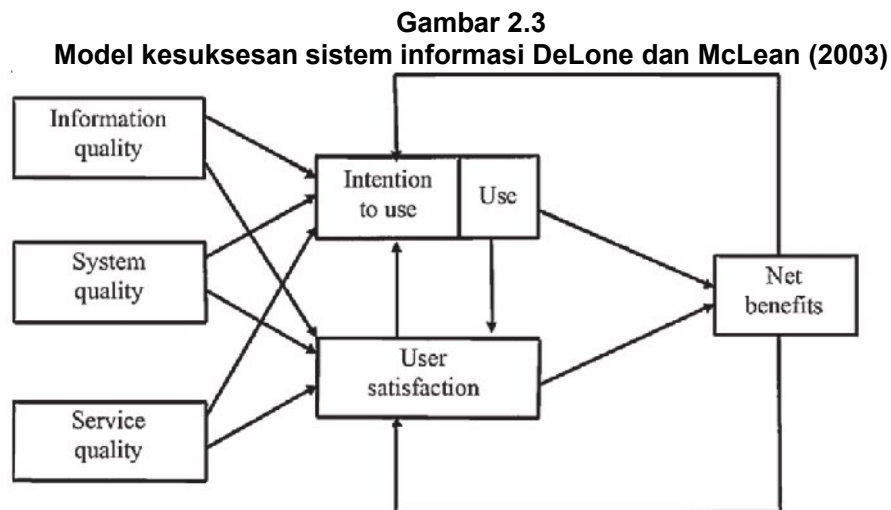 Gambar 2.3
Model kesuksesan sistem informasi DeLone dan McLean (2003)
Information
quality
System
quality
Service
quality
Intention
to use
Use
User
satisfaction
Net
benefits